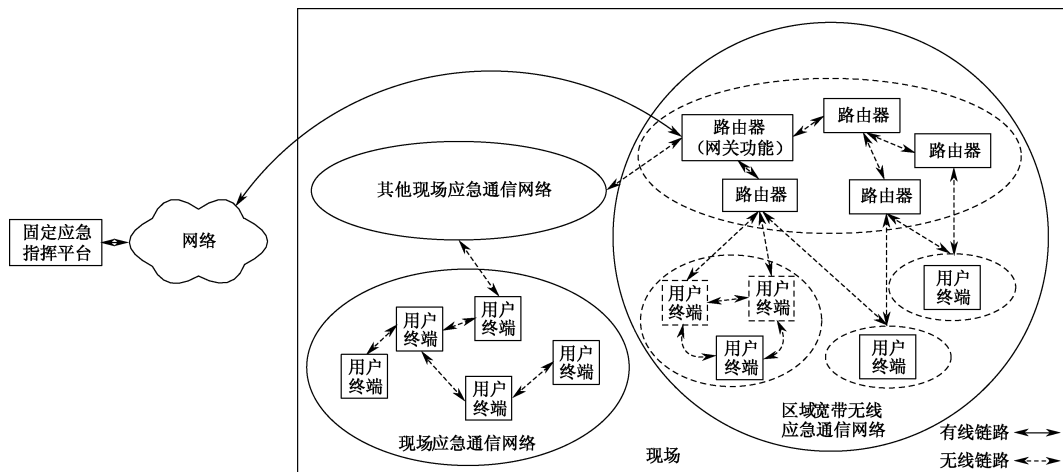 路由器
(网关功能)
路由器
路由器
路由器
路由器
其他现场应急通信网络
固定应急
指挥平台
网络
用户
终端
用户
终端
用户
终端
用户
终端
用户
终端
现场应急通信网络
用户
终端
用户
终端
用户
终端
用户
终端
用户
终端
区域宽带无线
应急通信网络
现场
有线链路
无线链路